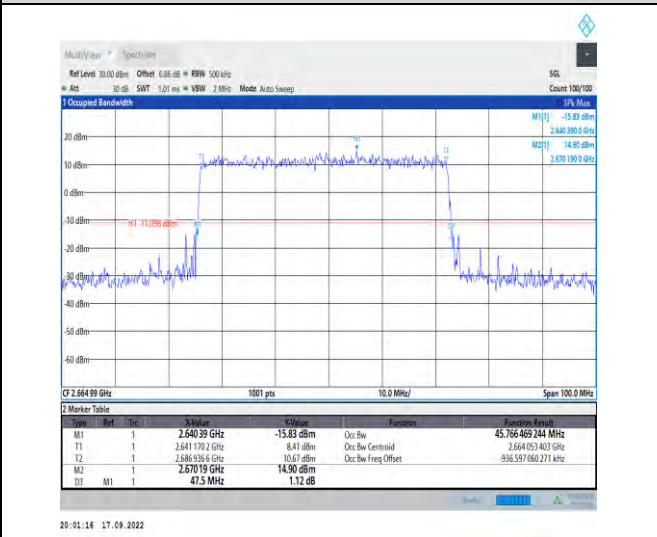 MultiView Spectrum
Ref Level 30.00 dBm Offset 6.86 dB RBW 500 kHz SGL
Att 30 dB SWT 1.01 ms VBW 2 MHz Mode Auto Sweep Count 100/100
1 Occupied Bandwidth 1Pk Max
M1[1] -15.83 dBm
2.640 390 0 GHz
M2[1] 14.90 dBm
2.670 190 0 GHz
20 dBm
10 dBm
0 dBm
-10 dBm
H1 -11.098 dBm
-20 dBm
-30 dBm
-40 dBm
-50 dBm
-60 dBm
CF 2.664 99 GHz 1001 pts 10.0 MHz/ Span 100.0 MHz
2 Marker Table
Type Ref Trc X-Value Y-Value Function Function Result
M1 1 2.640 39 GHz -15.83 dBm Occ Bw 45.766 469 244 MHz
T1 1 2.641 170 2 GHz 8.41 dBm Occ Bw Centroid 2.664 053 403 GHz
T2 1 2.686 936 6 GHz 10.67 dBm Occ Bw Freq Offset -936.597 060 271 kHz
M2 1 2.670 19 GHz 14.90 dBm
D3 M1 1 47.5 MHz 1.12 dB
20:01:16 17.09.2022